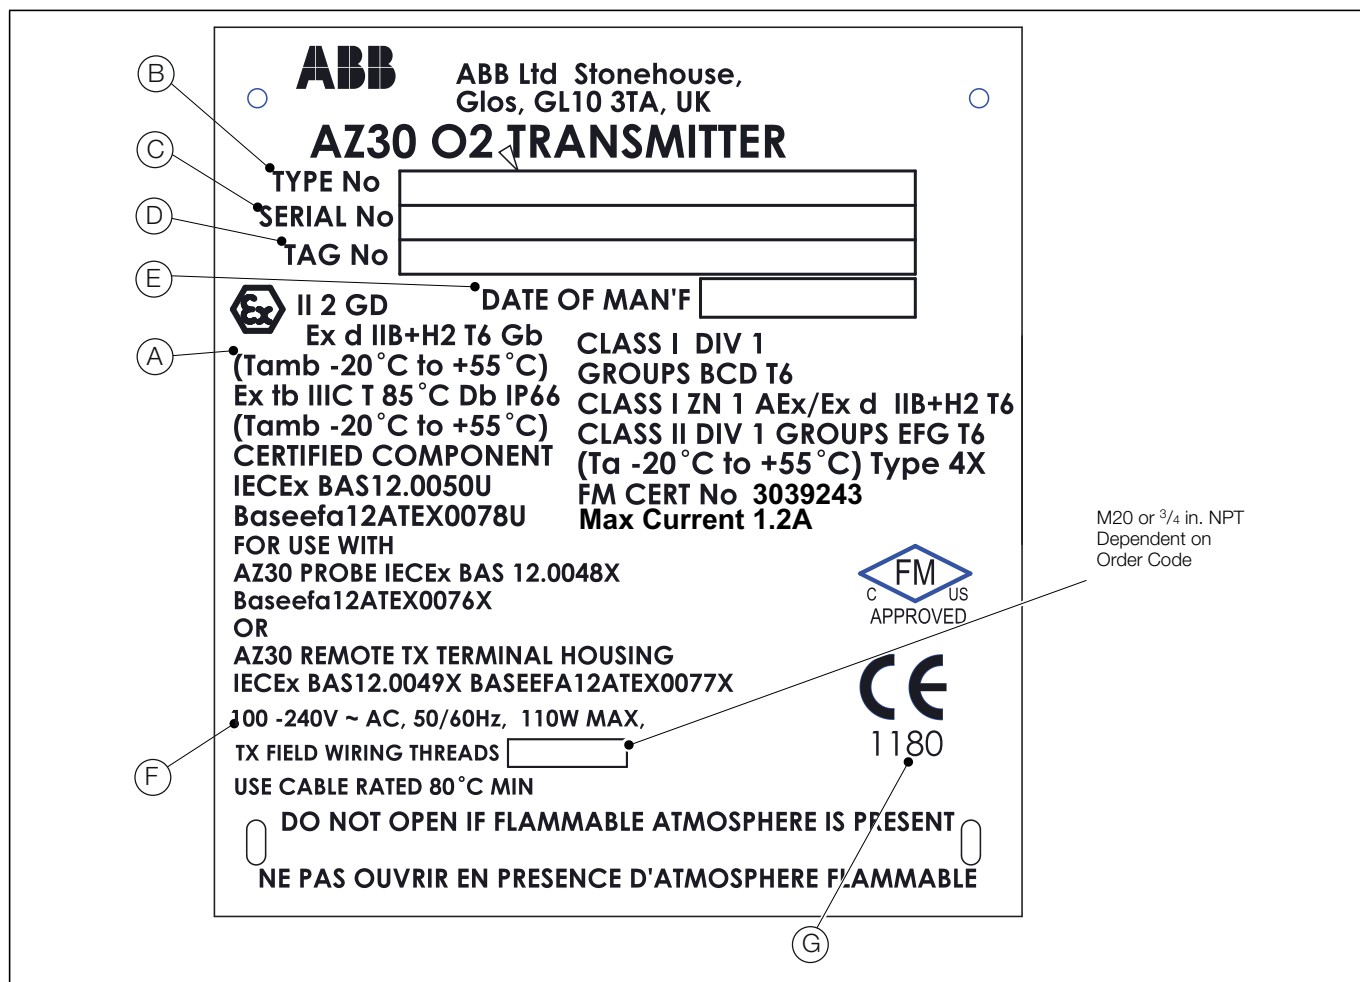 ABB
ABB Ltd Stonehouse,
Glos, GL10 3TA, UK
AZ30 O2 TRANSMITTER
B
TYPE No
C
SERIAL No
D
TAG No
E
DATE OF MAN'F
Ex II 2 GD
Ex d IIB+H2 T6 Gb
A
(Tamb -20°C to +55°C)
Ex tb IIIC T 85°C Db IP66
(Tamb -20°C to +55°C)
CERTIFIED COMPONENT
IECEx BAS12.0050U
Baseefa12ATEX0078U
FOR USE WITH
AZ30 PROBE IECEx BAS 12.0048X
Baseefa12ATEX0076X
OR
AZ30 REMOTE TX TERMINAL HOUSING
IECEx BAS12.0049X BASEEFA12ATEX0077X
CLASS I DIV 1
GROUPS BCD T6
CLASS I ZN 1 AEx/Ex d IIB+H2 T6
CLASS II DIV 1 GROUPS EFG T6
(Ta -20°C to +55°C) Type 4X
FM CERT No 3039243
Max Current 1.2A
M20 or 3/4 in. NPT
Dependent on
Order Code
FM
C US
APPROVED
CE
1180
100 -240V ~ AC, 50/60Hz, 110W MAX,
F
TX FIELD WIRING THREADS
USE CABLE RATED 80°C MIN
DO NOT OPEN IF FLAMMABLE ATMOSPHERE IS PRESENT
NE PAS OUVRIR EN PRESENCE D'ATMOSPHERE FLAMMABLE
G